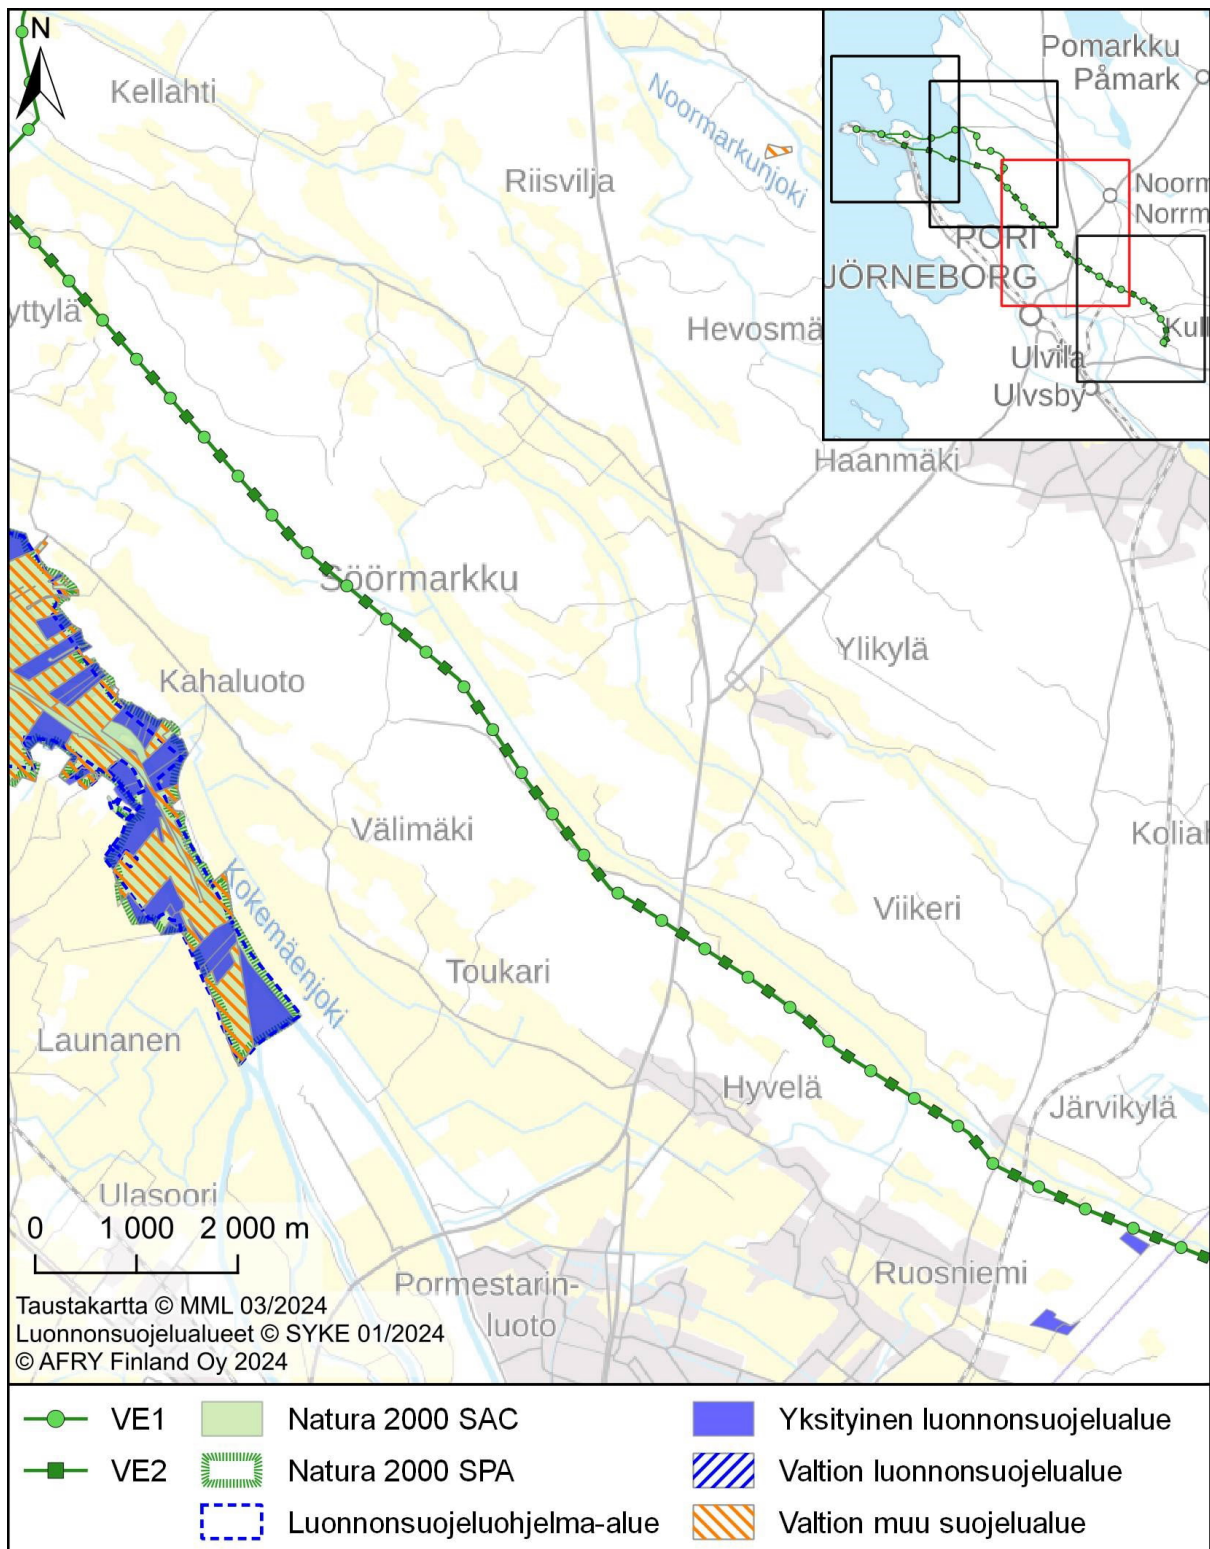 N
Kellahti
Noormarkunjoki
Riisvilja
yttylä
Hevosmä
Pomarkku
Påmark
Noorm
Norrm
PORI
JÖRNEBORG
Ulvila
Ulvsby
Kull
Haanmäki
Söörmarkku
Ylikylä
Kahaluoto
Välimäki
Koliah
Kokemäenjoki
Viikeri
Toukari
Launanen
Hyvelä
Järvikylä
Ulasoori
0 1 000 2 000 m
Pormestarin-
luoto
Ruosniemi
Taustakartta © MML 03/2024
Luonnonsuojelualueet © SYKE 01/2024
© AFRY Finland Oy 2024
VE1
VE2
Natura 2000 SAC
Natura 2000 SPA
Luonnonsuojeluohjelma-alue
Yksityinen luonnonsuojelualue
Valtion luonnonsuojelualue
Valtion muu suojelualue